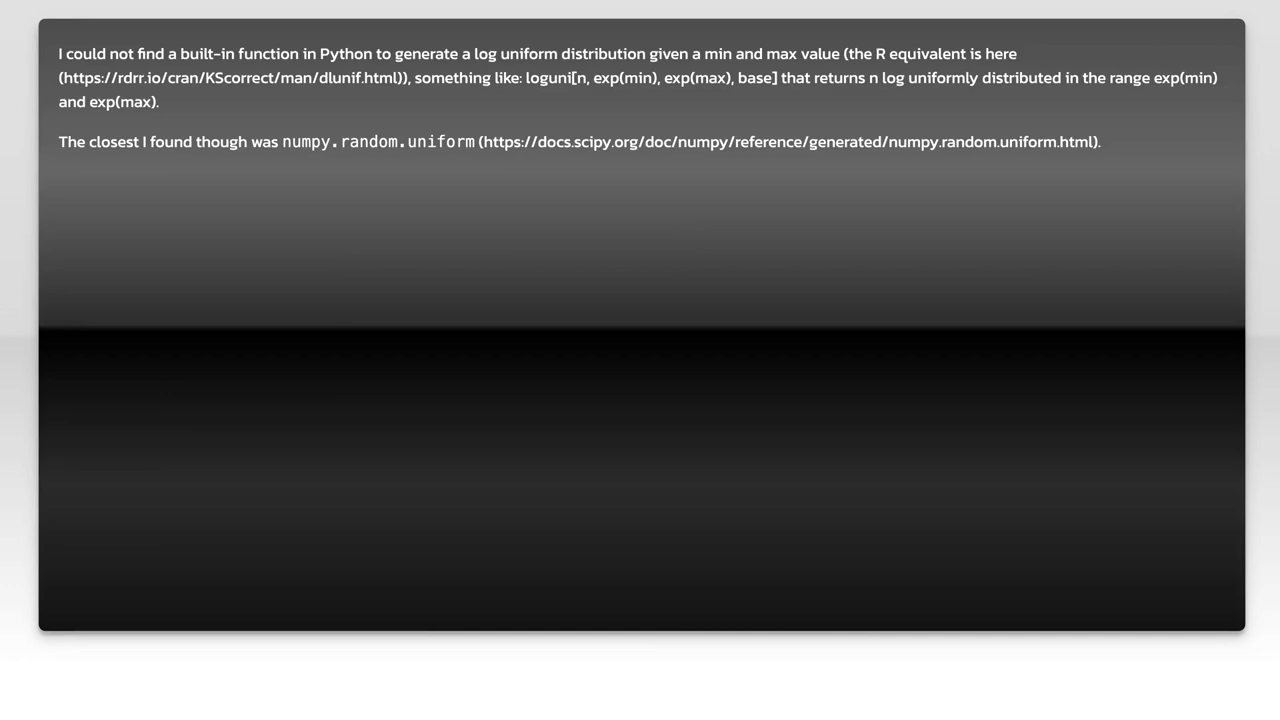 I could not find a built-in function in Python to generate a log uniform distribution given a min and max value (the R equivalent is here
(https://rdrr.io/cran/KScorrect/man/dlunif.html)), something like: loguni[n, exp(min), exp(max), base] that returns n log uniformly distributed in the range exp(min)
and exp(max).
The closest I found though was numpy.random.uniform (https://docs.scipy.org/doc/numpy/reference/generated/numpy.random.uniform.html).